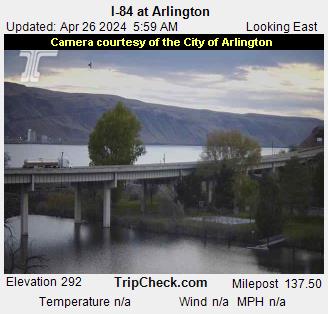 I-84 at Arlington
Updated: Apr 26 2024 5:59 AM Looking East
Camera courtesy of the City of Arlington
Elevation 292 TripCheck.com Milepost 137.50
Temperature n/a Wind n/a MPH n/a